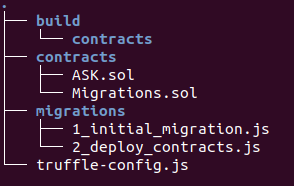 .
build
contracts
contracts
ASK.sol
Migrations.sol
migrations
1_initial_migration.js
2_deploy_contracts.js
truffle-config.js